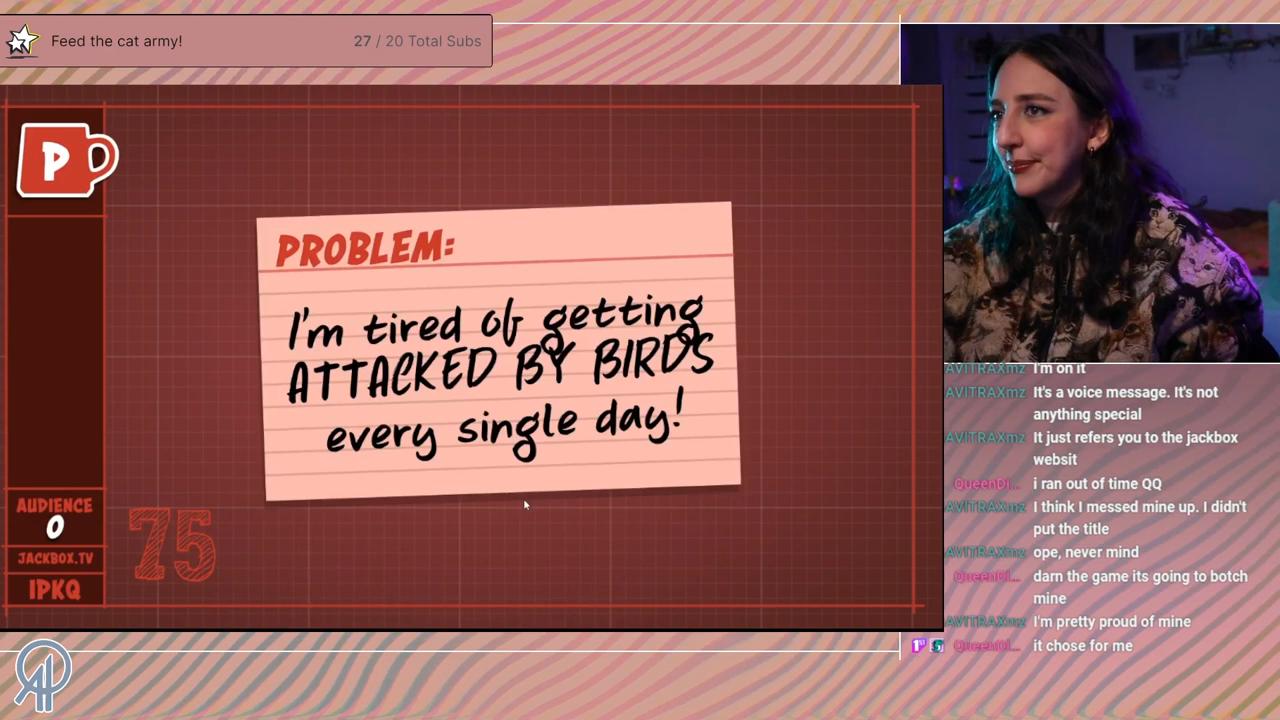 Feed the cat army!
27 / 20 Total Subs
P
PROBLEM:
I'm tired of getting
ATTACKED BY BIRDS
every single day!
AUDIENCE
0
JACKBOX.TV
IPKQ
75
AVITRAXmz I'm on it
AVITRAXmz It's a voice message. It's not
anything special
AVITRAXmz It just refers you to the jackbox
websit
QueenDi... i ran out of time QQ
AVITRAXmz I think I messed mine up. I didn't
put the title
AVITRAXmz ope, never mind
QueenDi... darn the game its going to botch
mine
AVITRAXmz I'm pretty proud of mine
QueenDi... it chose for me